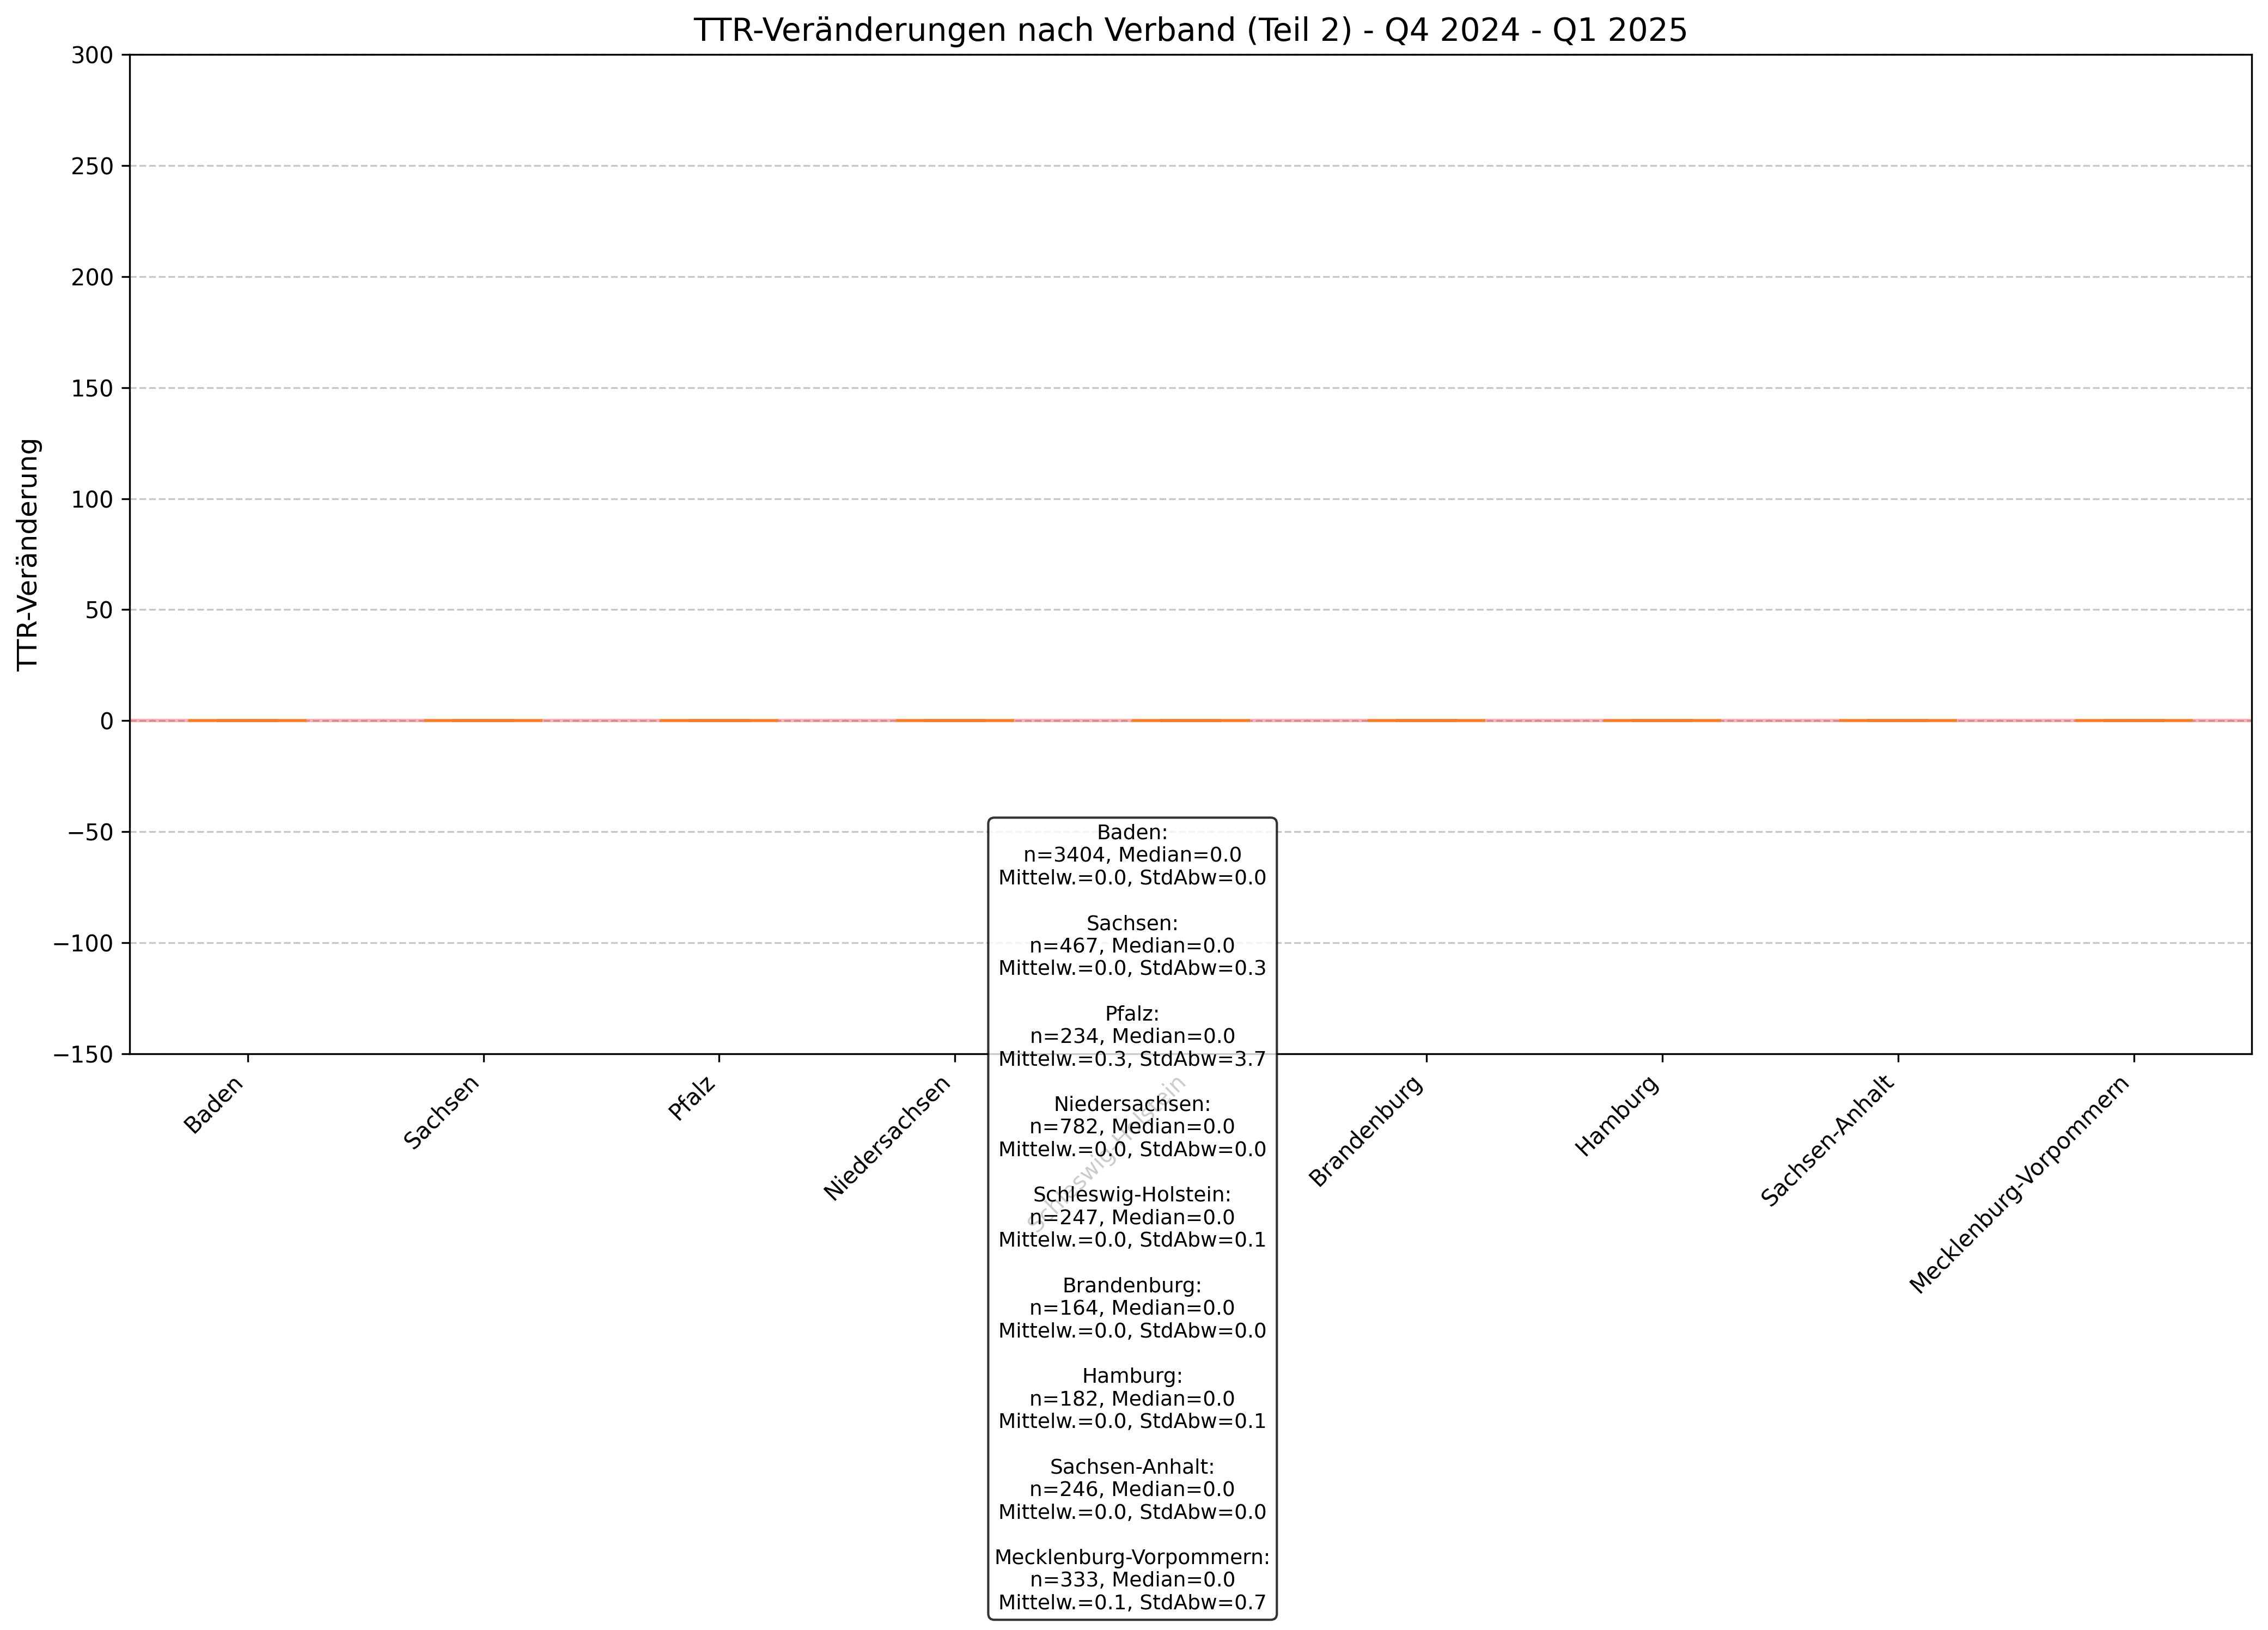 TTR-Veränderungen nach Verband (Teil 2) - Q4 2024 - Q1 2025
TTR-Veränderung
300
250
200
150
100
50
0
−50
−100
−150
Baden
Sachsen
Pfalz
Niedersachsen
Schleswig-Holstein
Brandenburg
Hamburg
Sachsen-Anhalt
Mecklenburg-Vorpommern
Baden:
n=3404, Median=0.0
Mittelw.=0.0, StdAbw=0.0
Sachsen:
n=467, Median=0.0
Mittelw.=0.0, StdAbw=0.3
Pfalz:
n=234, Median=0.0
Mittelw.=0.3, StdAbw=3.7
Niedersachsen:
n=782, Median=0.0
Mittelw.=0.0, StdAbw=0.0
Schleswig-Holstein:
n=247, Median=0.0
Mittelw.=0.0, StdAbw=0.1
Brandenburg:
n=164, Median=0.0
Mittelw.=0.0, StdAbw=0.0
Hamburg:
n=182, Median=0.0
Mittelw.=0.0, StdAbw=0.1
Sachsen-Anhalt:
n=246, Median=0.0
Mittelw.=0.0, StdAbw=0.0
Mecklenburg-Vorpommern:
n=333, Median=0.0
Mittelw.=0.1, StdAbw=0.7